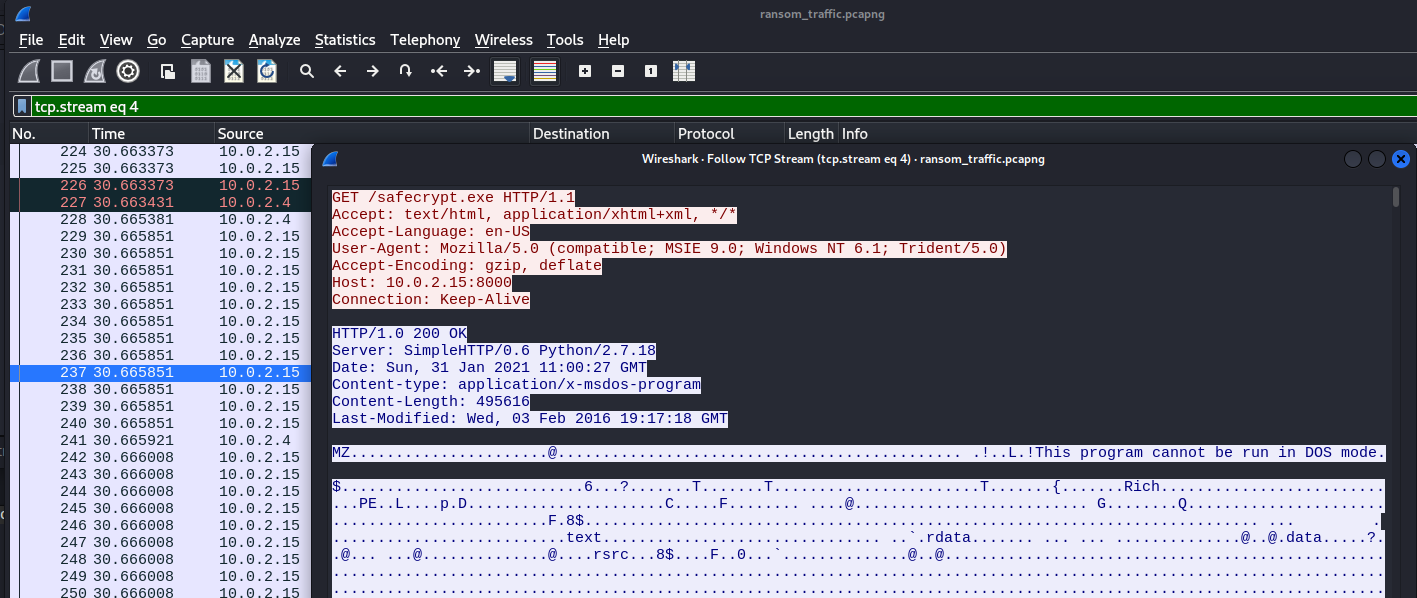 ransom_traffic.pcapng
File Edit View Go Capture Analyze Statistics Telephony Wireless Tools Help
tcp.stream eq 4
No. Time Source Destination Protocol Length Info
224 30.663373 10.0.2.15
225 30.663373 10.0.2.15
226 30.663373 10.0.2.15
227 30.663431 10.0.2.4
228 30.665381 10.0.2.4
229 30.665851 10.0.2.15
230 30.665851 10.0.2.15
231 30.665851 10.0.2.15
232 30.665851 10.0.2.15
233 30.665851 10.0.2.15
234 30.665851 10.0.2.15
235 30.665851 10.0.2.15
236 30.665851 10.0.2.15
237 30.665851 10.0.2.15
238 30.665851 10.0.2.15
239 30.665851 10.0.2.15
240 30.665851 10.0.2.15
241 30.665921 10.0.2.4
242 30.666008 10.0.2.15
243 30.666008 10.0.2.15
244 30.666008 10.0.2.15
245 30.666008 10.0.2.15
246 30.666008 10.0.2.15
247 30.666008 10.0.2.15
248 30.666008 10.0.2.15
249 30.666008 10.0.2.15
250 30.666008 10.0.2.15
Wireshark · Follow TCP Stream (tcp.stream eq 4) · ransom_traffic.pcapng
GET /safecrypt.exe HTTP/1.1
Accept: text/html, application/xhtml+xml, */*
Accept-Language: en-US
User-Agent: Mozilla/5.0 (compatible; MSIE 9.0; Windows NT 6.1; Trident/5.0)
Accept-Encoding: gzip, deflate
Host: 10.0.2.15:8000
Connection: Keep-Alive
HTTP/1.0 200 OK
Server: SimpleHTTP/0.6 Python/2.7.18
Date: Sun, 31 Jan 2021 11:00:27 GMT
Content-type: application/x-msdos-program
Content-Length: 495616
Last-Modified: Wed, 03 Feb 2016 19:17:18 GMT
MZ......................@............................................. .!..L.!This program cannot be run in DOS mode.
$...........................6...?.......T.......T.......................T.......{.......Rich.........................
...PE..L....p.D......................C.....F......... ....@.......................... G........Q......................
........................F.8$.......................................................................... ... .
..........................text............................... ..`.rdata....... ... ... ..............@..@.data.....?.
.@... ...@..............@....rsrc...8$....F..0...`..............@..@.................................................